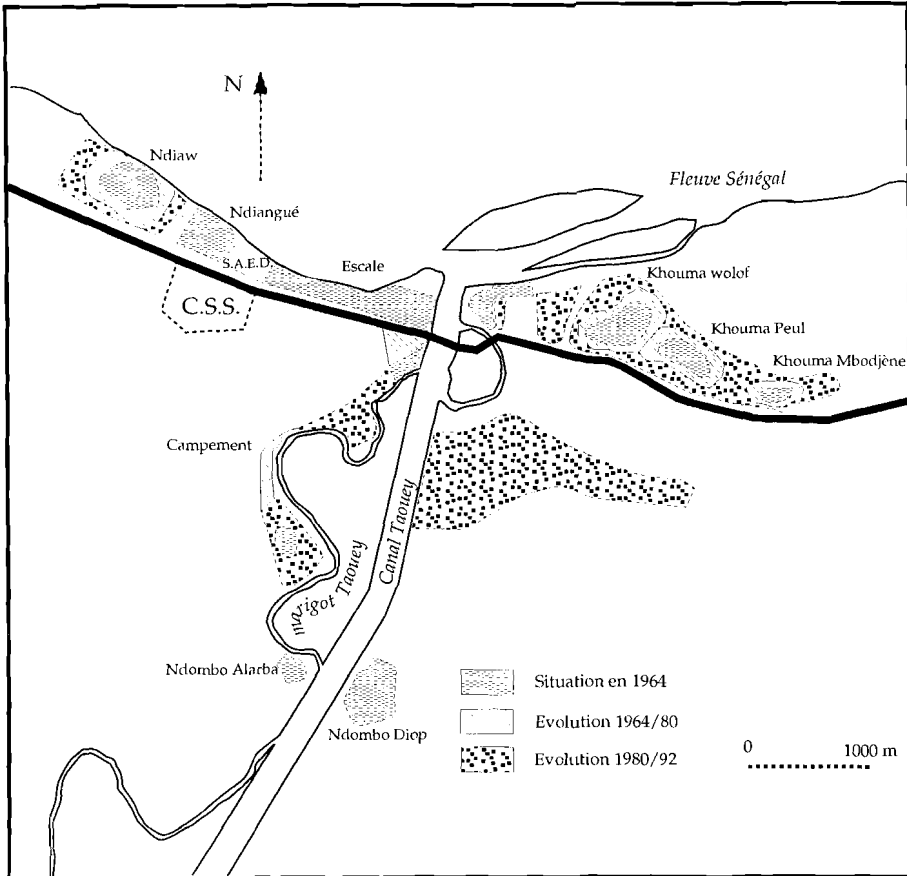 N
Ndiaw
Fleuve Sénégal
Ndiangué
S.A.E.D.
Escale
Khouma wolof
C.S.S.
Khouma Peul
Khouma Mbodjène
Campement
Canal Taouey
marigot Taouey
Ndombo Alarba
Ndombo Diop
Situation en 1964
Evolution 1964/80
Evolution 1980/92
0 1000 m